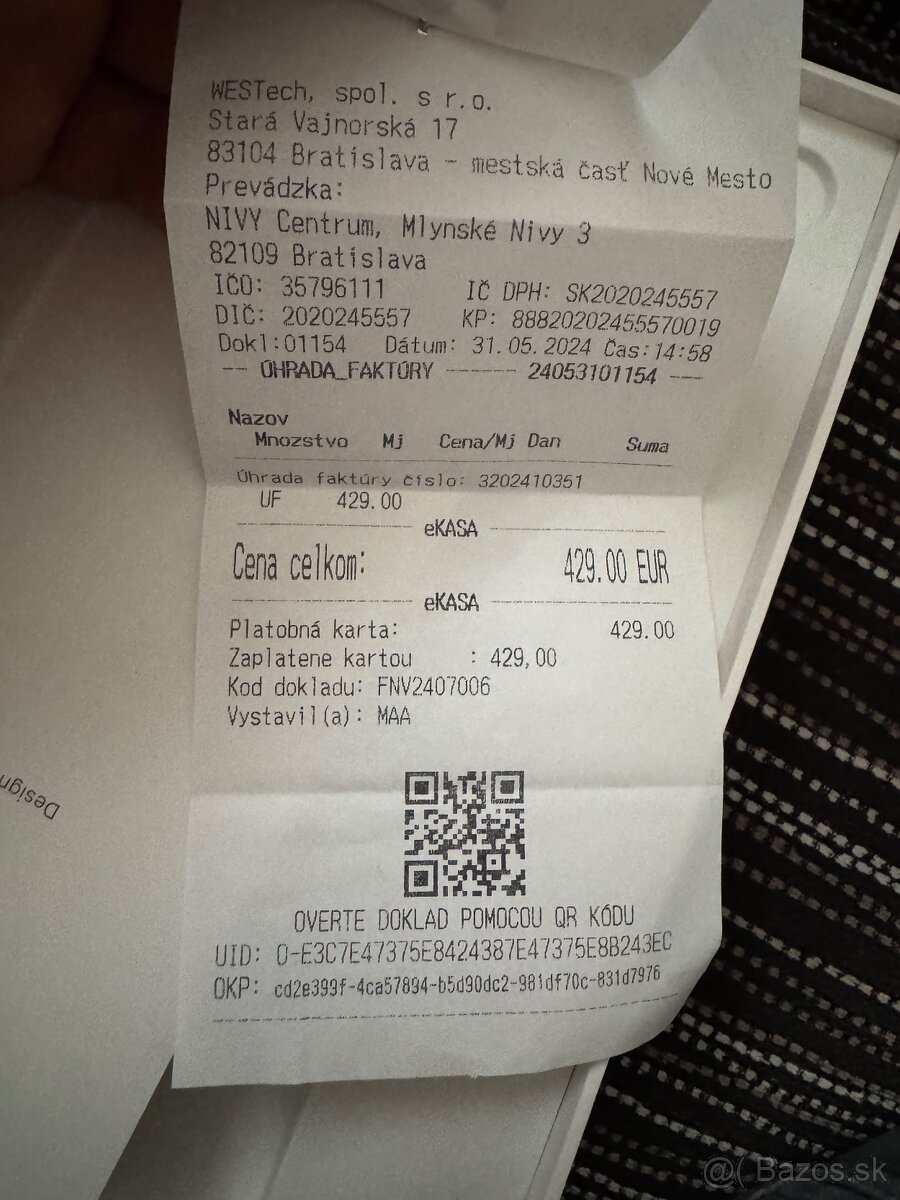 WESTech, spol. s r.o.
Stará Vajnorská 17
83104 Bratislava - mestská časť Nové Mesto
Prevádzka:
NIVY Centrum, Mlynské Nivy 3
82109 Bratislava
IČO: 35796111 IČ DPH: SK2020245557
DIČ: 2020245557 KP: 88820202455570019
Dokl:01154 Dátum: 31.05.2024 Čas:14:58
-- ÚHRADA_FAKTÚRY ------ 24053101154 ---
Nazov
Mnozstvo Mj Cena/Mj Dan Suma
Úhrada faktúry číslo: 3202410351
UF 429.00
eKASA
Cena celkom: 429.00 EUR
eKASA
Platobná karta: 429.00
Zaplatene kartou : 429,00
Kod dokladu: FNV2407006
Vystavil(a): MAA
OVERTE DOKLAD POMOCOU QR KÓDU
UID: O-E3C7E47375E8424387E47375E8B243EC
OKP: cd2e399f-4ca57894-b5d90dc2-981df70c-831d7976
Design
@( Bazos.sk